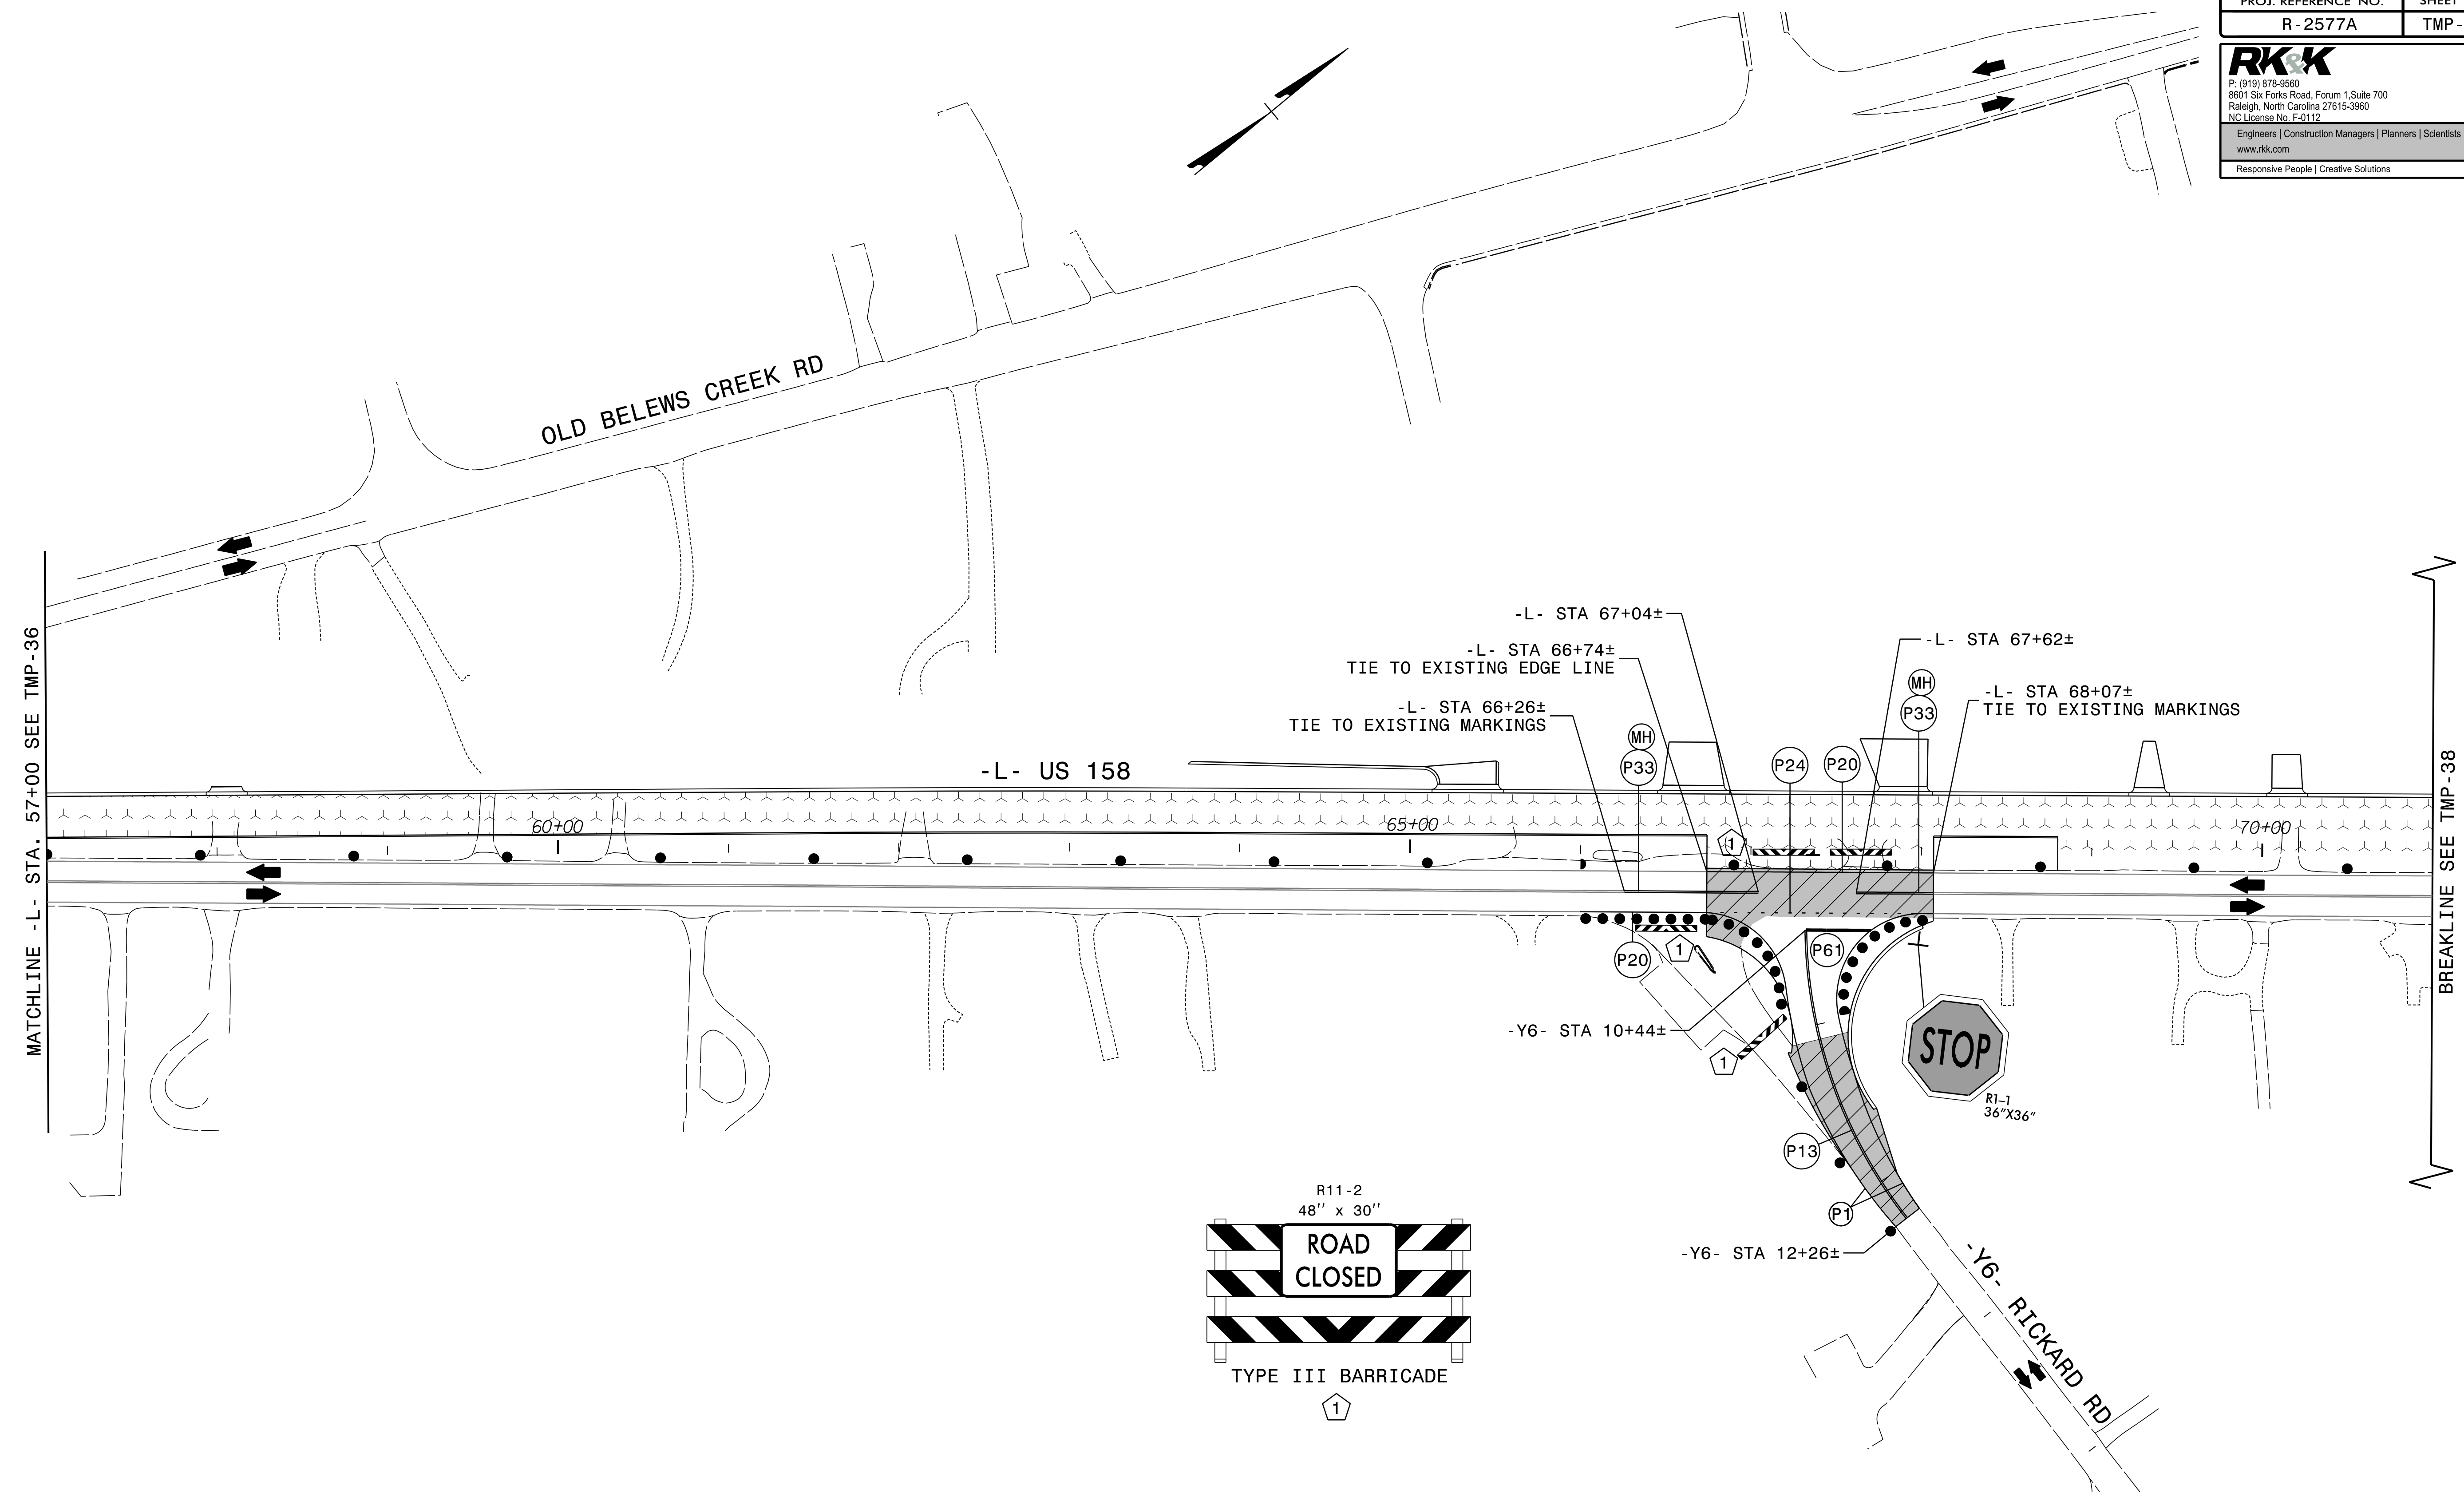 PROJ. REFERENCE NO.
SHEET
R-2577A
TMP-
RK&K
P: (919) 878-9560
8601 Six Forks Road, Forum 1,Suite 700
Raleigh, North Carolina 27615-3960
NC License No. F-0112
Engineers | Construction Managers | Planners | Scientists
www.rkk.com
Responsive People | Creative Solutions
OLD BELEWS CREEK RD
MATCHLINE -L- STA. 57+00 SEE TMP-36
BREAKLINE SEE TMP-38
-L- STA 67+04±
-L- STA 66+74±
TIE TO EXISTING EDGE LINE
-L- STA 66+26±
TIE TO EXISTING MARKINGS
-L- STA 67+62±
-L- STA 68+07±
TIE TO EXISTING MARKINGS
MH
P33
MH
P33
P24
P20
-L- US 158
60+00
65+00
70+00
1
P20
1
P61
-Y6- STA 10+44±
1
STOP
R1-1
36"X36"
P13
P1
-Y6- STA 12+26±
-Y6- RICKARD RD
R11-2
48'' x 30''
ROAD
CLOSED
TYPE III BARRICADE
1